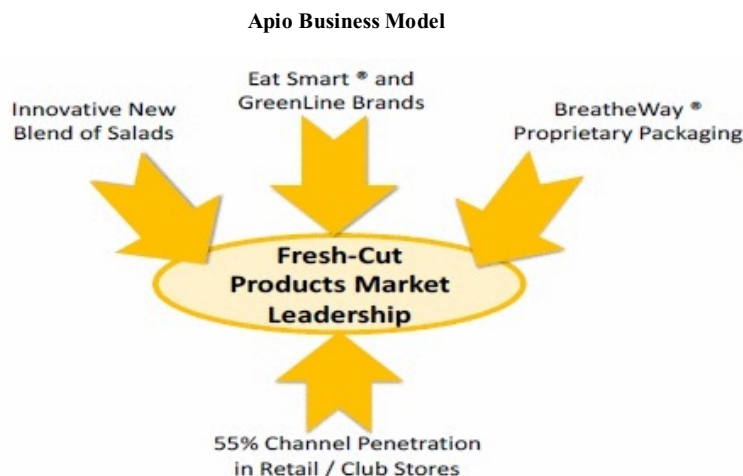 Apio Business Model
Eat Smart ® and
GreenLine Brands
Innovative New
Blend of Salads
BreatheWay ®
Proprietary Packaging
Fresh-Cut
Products Market
Leadership
55% Channel Penetration
in Retail / Club Stores